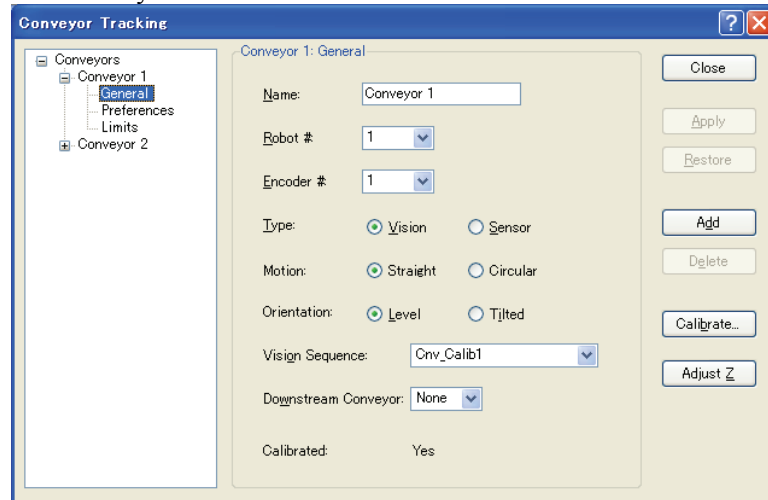 Conveyor Tracking
Conveyors
Conveyor 1
General
Preferences
Limits
Conveyor 2
Conveyor 1: General
Name: Conveyor 1
Robot # 1
Encoder # 1
Type: Vision Sensor
Motion: Straight Circular
Orientation: Level Tilted
Vision Sequence: Cnv_Calib1
Downstream Conveyor: None
Calibrated: Yes
Close
Apply
Restore
Add
Delete
Calibrate...
Adjust Z